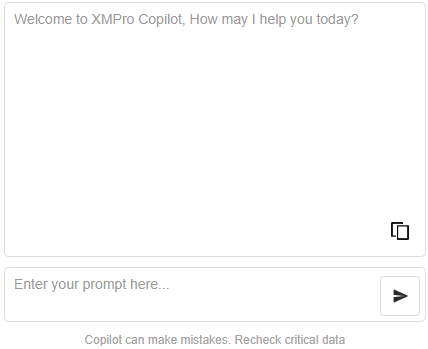 Welcome to XMPro Copilot, How may I help you today?
Enter your prompt here...
Copilot can make mistakes. Recheck critical data